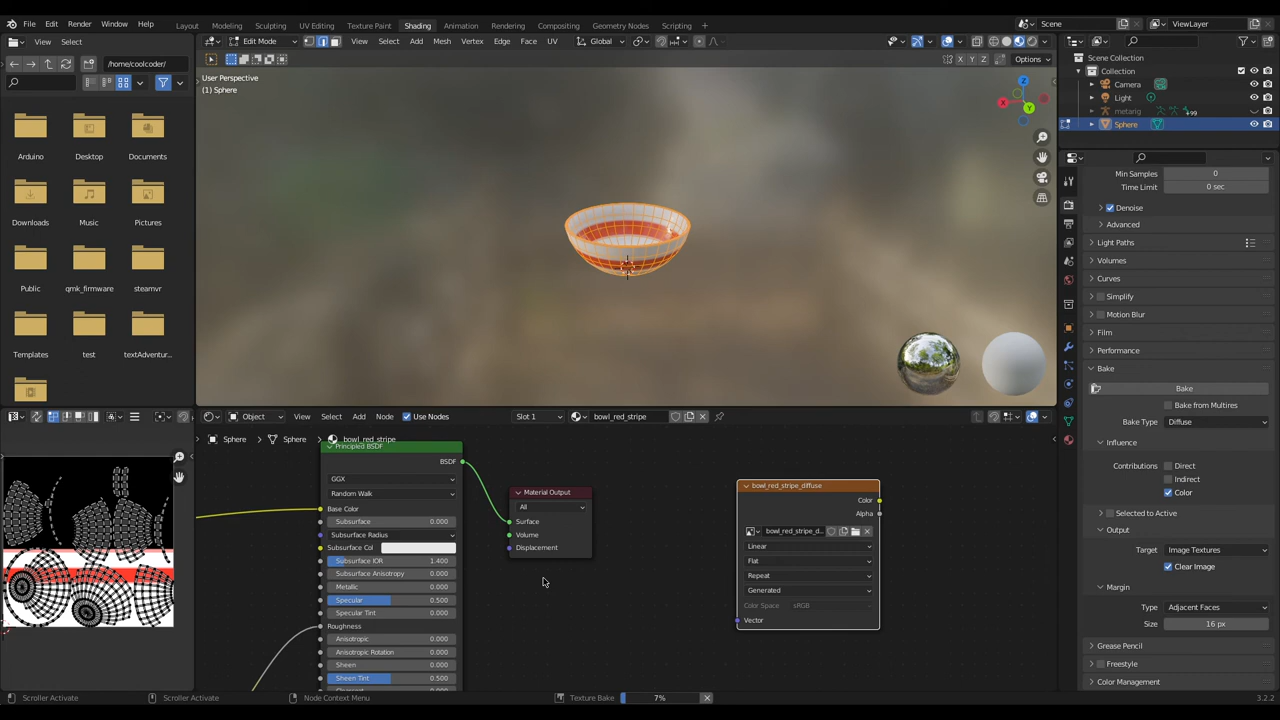 File Edit Render Window Help Layout Modeling Sculpting UV Editing Texture Paint Shading Animation Rendering Compositing Geometry Nodes Scripting + Scene ViewLayer
View Select
Edit Mode View Select Add Mesh Vertex Edge Face UV Global
/home/coolcoder/
X Y Z Options
User Perspective
(1) Sphere
Arduino Desktop Documents
Downloads Music Pictures
Public qmk_firmware steamvr
Templates test textAdventur...
Z
X
Y
Scene Collection
Collection
Camera
Light
metarig 99
Sphere
Min Samples 0
Time Limit 0 sec
Denoise
Advanced
Light Paths
Volumes
Curves
Simplify
Motion Blur
Film
Performance
Bake
Bake
Bake from Multires
Bake Type Diffuse
Influence
Contributions Direct
Indirect
Color
Selected to Active
Output
Target Image Textures
Clear Image
Margin
Type Adjacent Faces
Size 16 px
Grease Pencil
Freestyle
Color Management
Object View Select Add Node Use Nodes Slot 1 bowl_red_stripe
Sphere Sphere bowl_red_stripe
Principled BSDF
BSDF
GGX
Random Walk
Base Color
Subsurface 0.000
Subsurface Radius
Subsurface Col
Subsurface IOR 1.400
Subsurface Anisotropy 0.000
Metallic 0.000
Specular 0.500
Specular Tint 0.000
Roughness
Anisotropic 0.000
Anisotropic Rotation 0.000
Sheen 0.000
Sheen Tint 0.500
Material Output
All
Surface
Volume
Displacement
bowl_red_stripe_diffuse
Color
Alpha
bowl_red_stripe_d...
Linear
Flat
Repeat
Generated
Color Space sRGB
Vector
Scroller Activate Scroller Activate Node Context Menu Texture Bake 7% 3.2.2